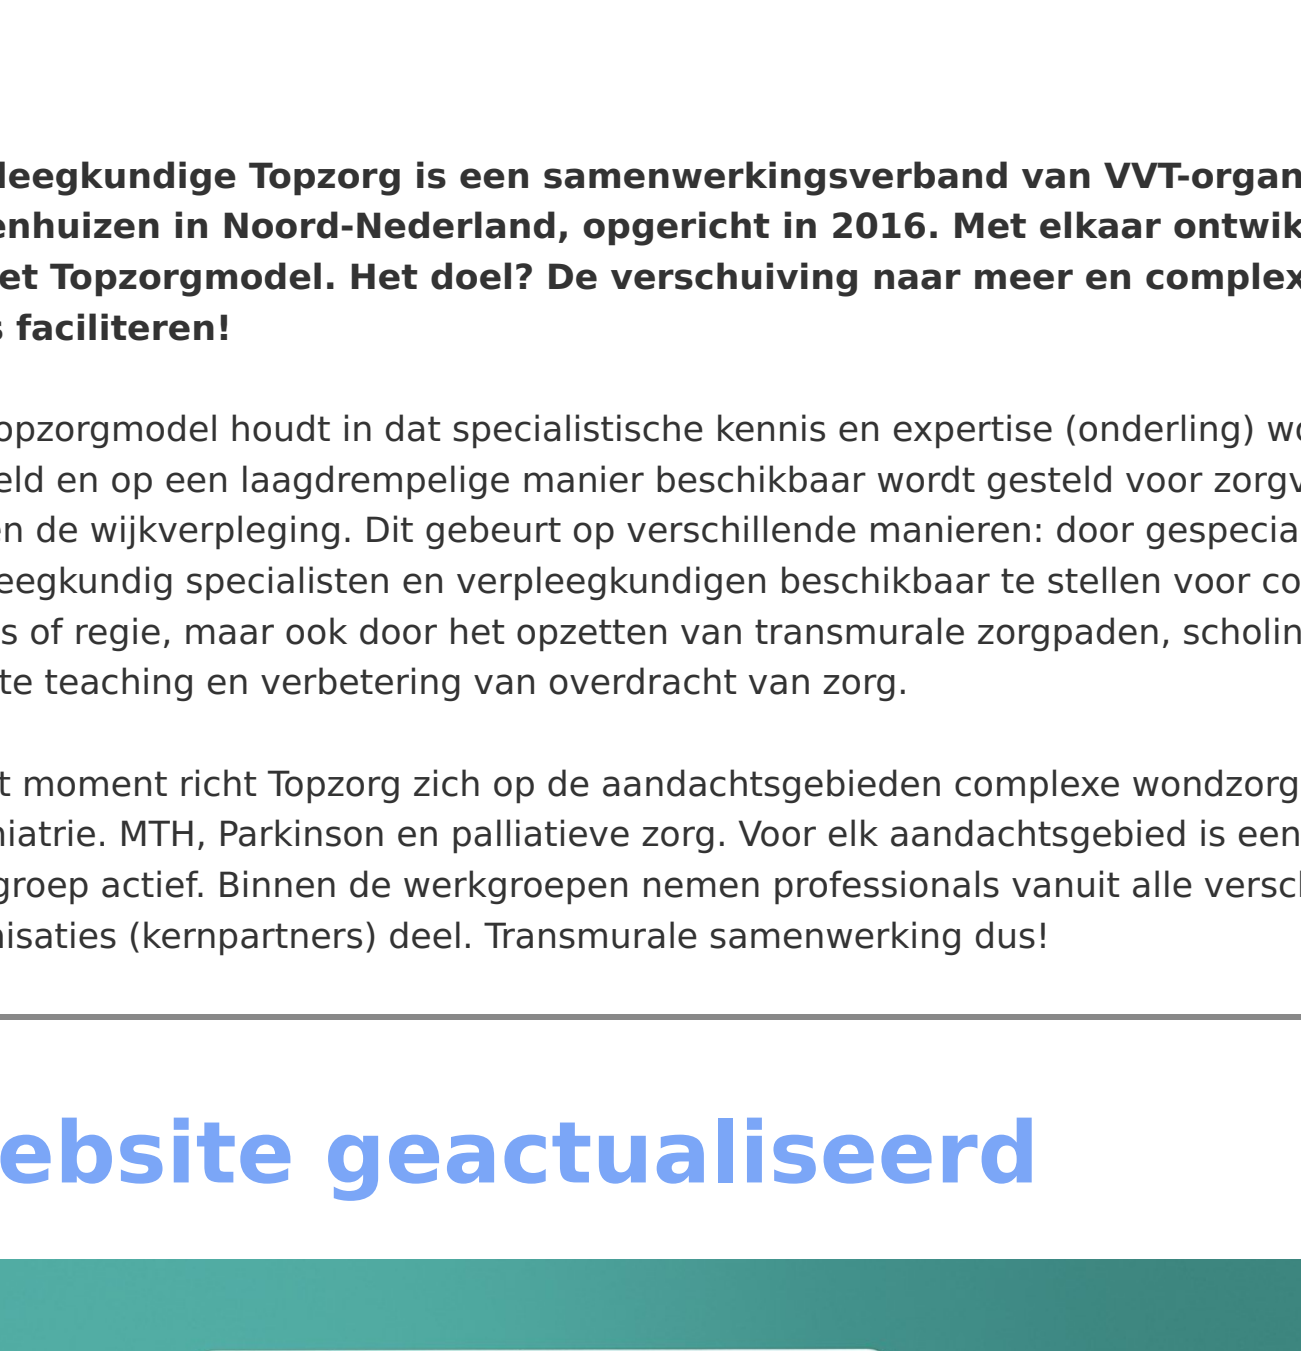 leegkundige Topzorg is een samenwerkingsverband van VVT-organ
enhuizen in Noord-Nederland, opgericht in 2016. Met elkaar ontwik
et Topzorgmodel. Het doel? De verschuiving naar meer en complex
s faciliteren!
opzorgmodel houdt in dat specialistische kennis en expertise (onderling) wo
eld en op een laagdrempelige manier beschikbaar wordt gesteld voor zorgv
en de wijkverpleging. Dit gebeurt op verschillende manieren: door gespecia
eegkundig specialisten en verpleegkundigen beschikbaar te stellen voor co
s of regie, maar ook door het opzetten van transmurale zorgpaden, scholin
te teaching en verbetering van overdracht van zorg.
t moment richt Topzorg zich op de aandachtsgebieden complexe wondzorg
hiatrie. MTH, Parkinson en palliatieve zorg. Voor elk aandachtsgebied is een
groep actief. Binnen de werkgroepen nemen professionals vanuit alle versch
nisaties (kernpartners) deel. Transmurale samenwerking dus!
ebsite geactualiseerd